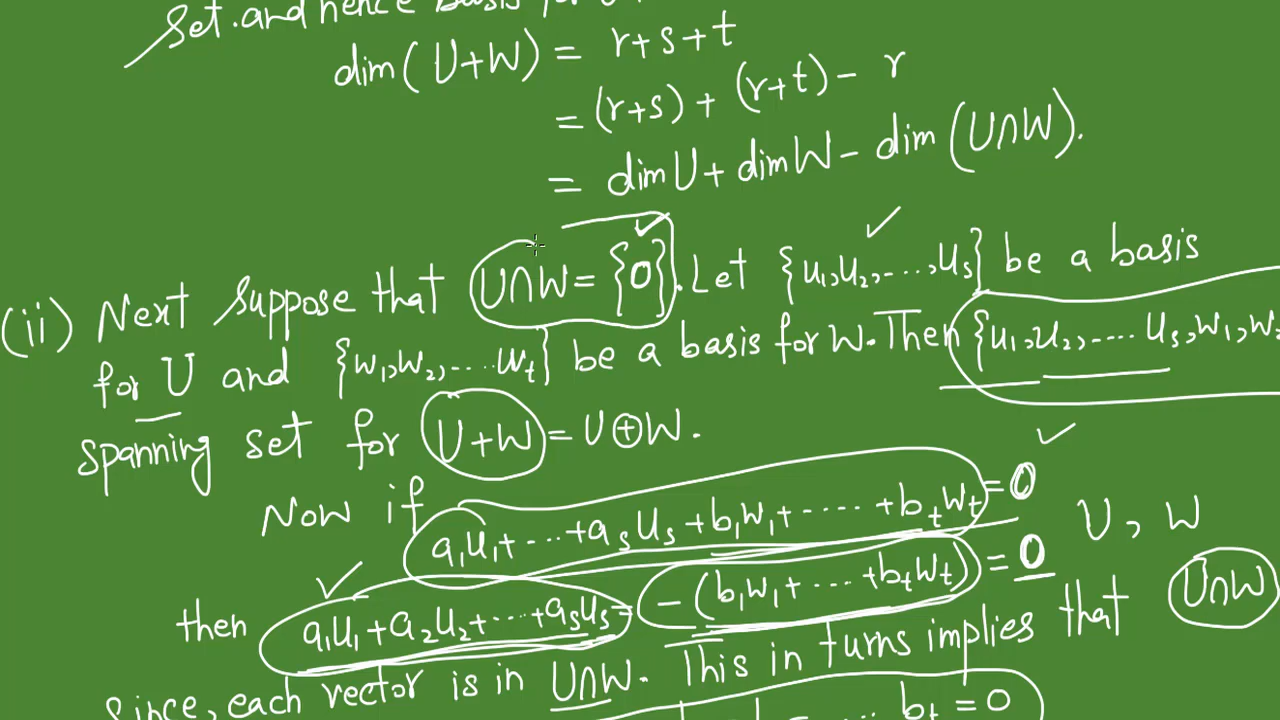 Set. and hence basis for
dim(U+W) = r+s+t
= (r+s) + (r+t) - r
= dim U + dim W - dim (U∩W).
(ii) Next suppose that U∩W = {0}. Let {u₁,u₂,....,uₛ} be a basis
for U and {w₁,w₂,.....wₜ} be a basis for W. Then {u₁,u₂,..... uₛ,w₁,w₂
spanning set for U+W = U⊕W.
Now if a₁u₁+...+aₛuₛ+b₁w₁+.....+bₜwₜ = 0
U, W
then a₁u₁+a₂u₂+...+aₛuₛ = -(b₁w₁+....+bₜwₜ) = 0
Since, each vector is in U∩W. This in turns implies that U∩W
bₜ = 0